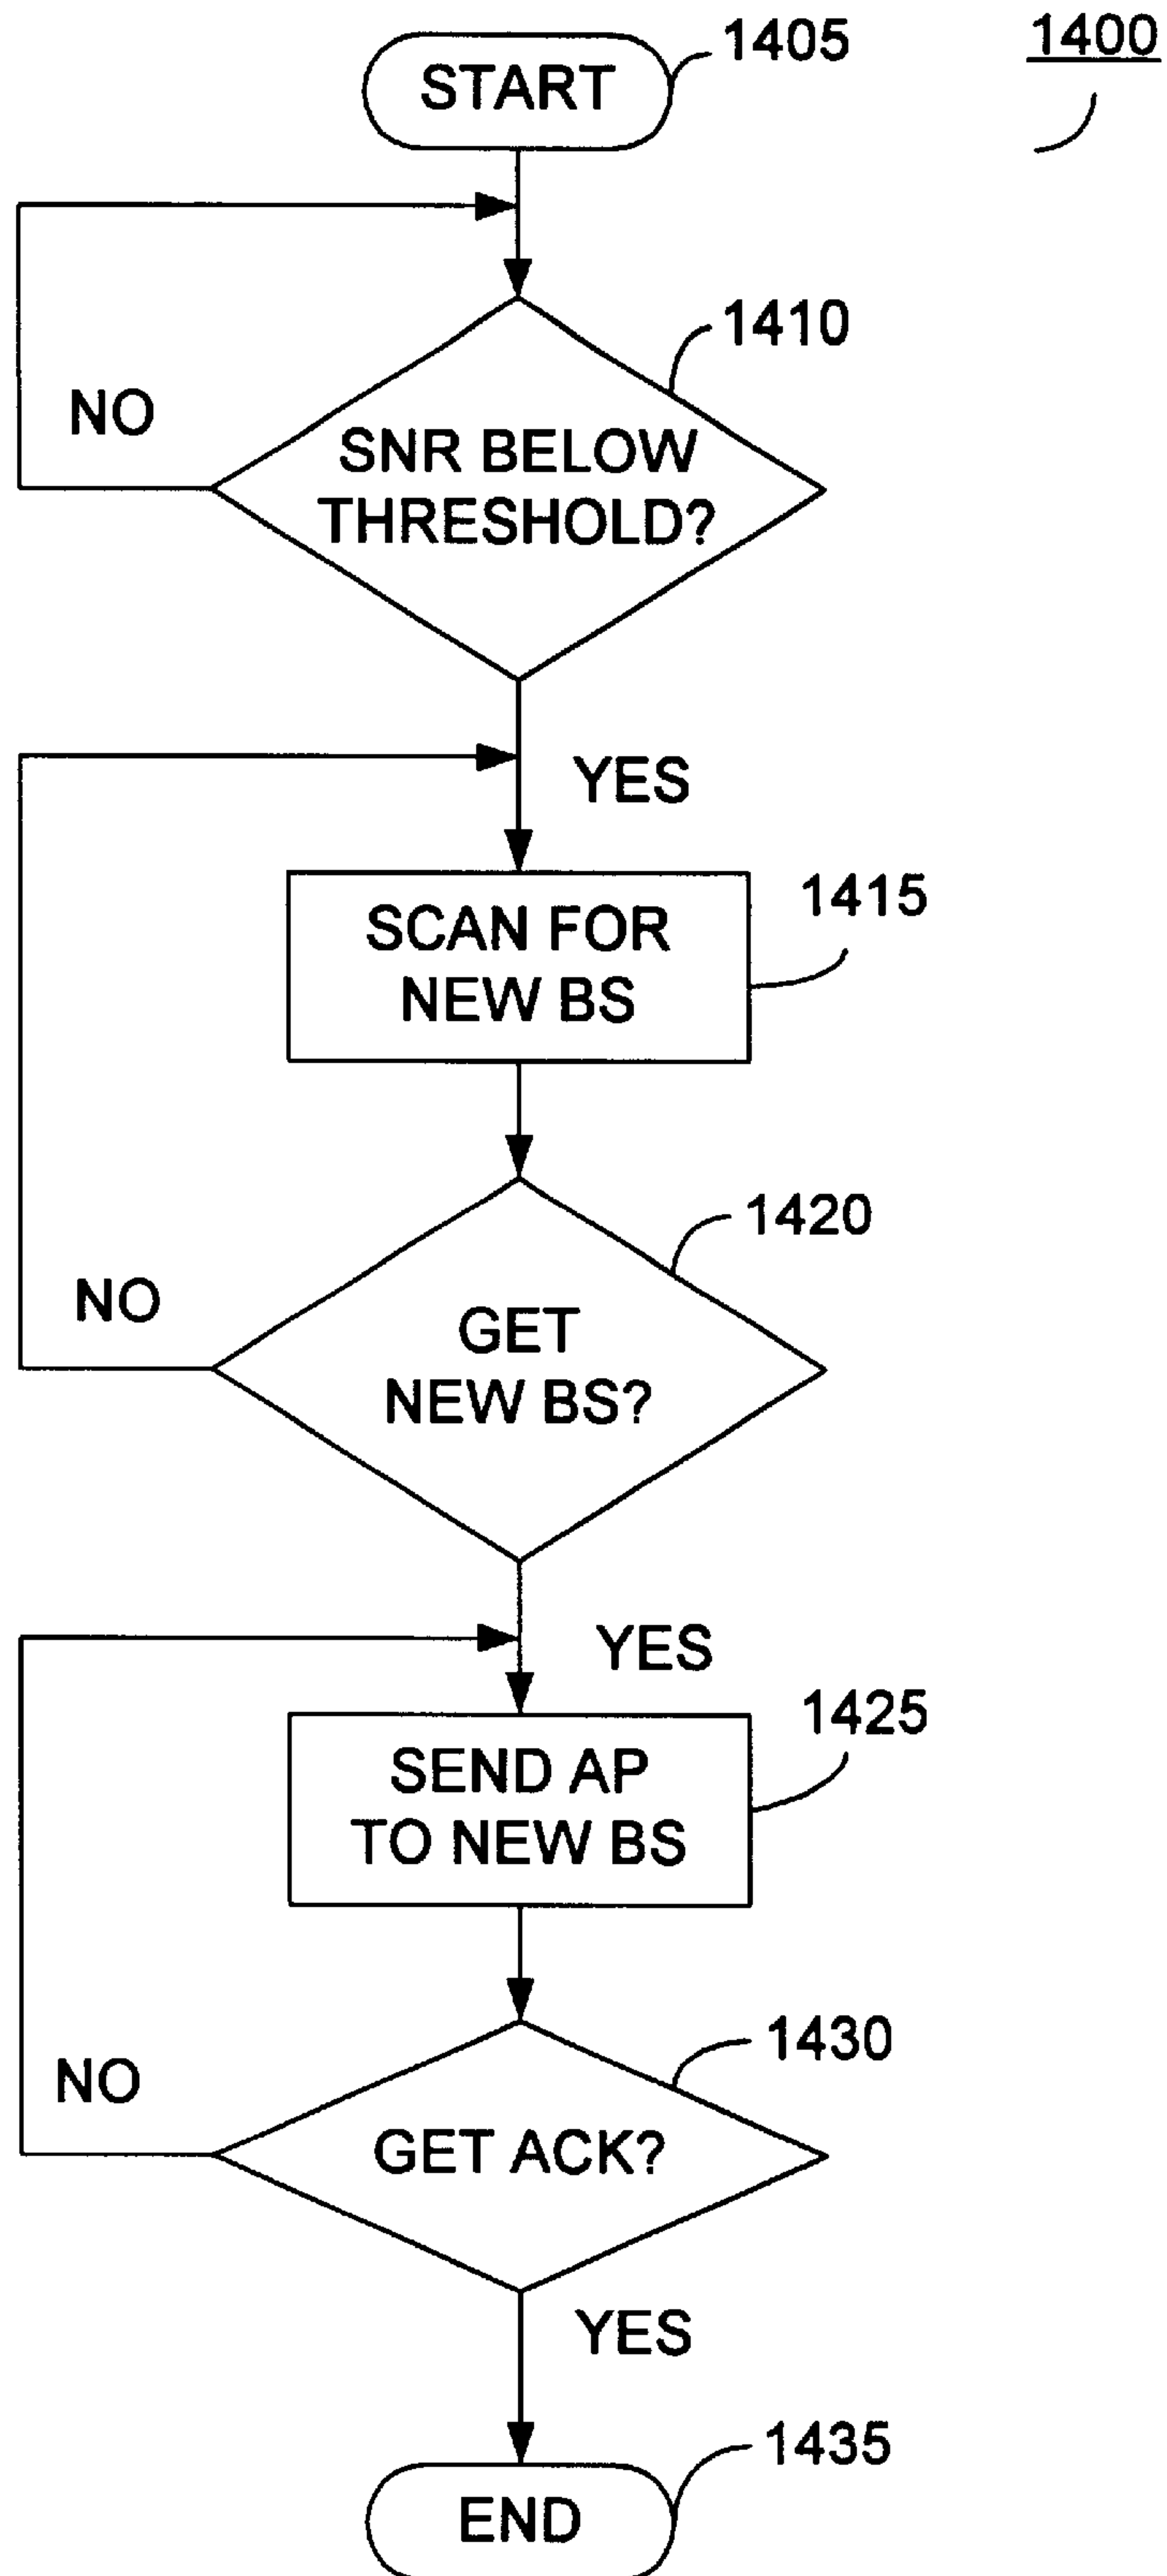 1400
START
1405
1410
NO
SNR BELOW
THRESHOLD?
YES
SCAN FOR
NEW BS
1415
1420
NO
GET
NEW BS?
YES
SEND AP
TO NEW BS
1425
1430
NO
GET ACK?
YES
1435
END